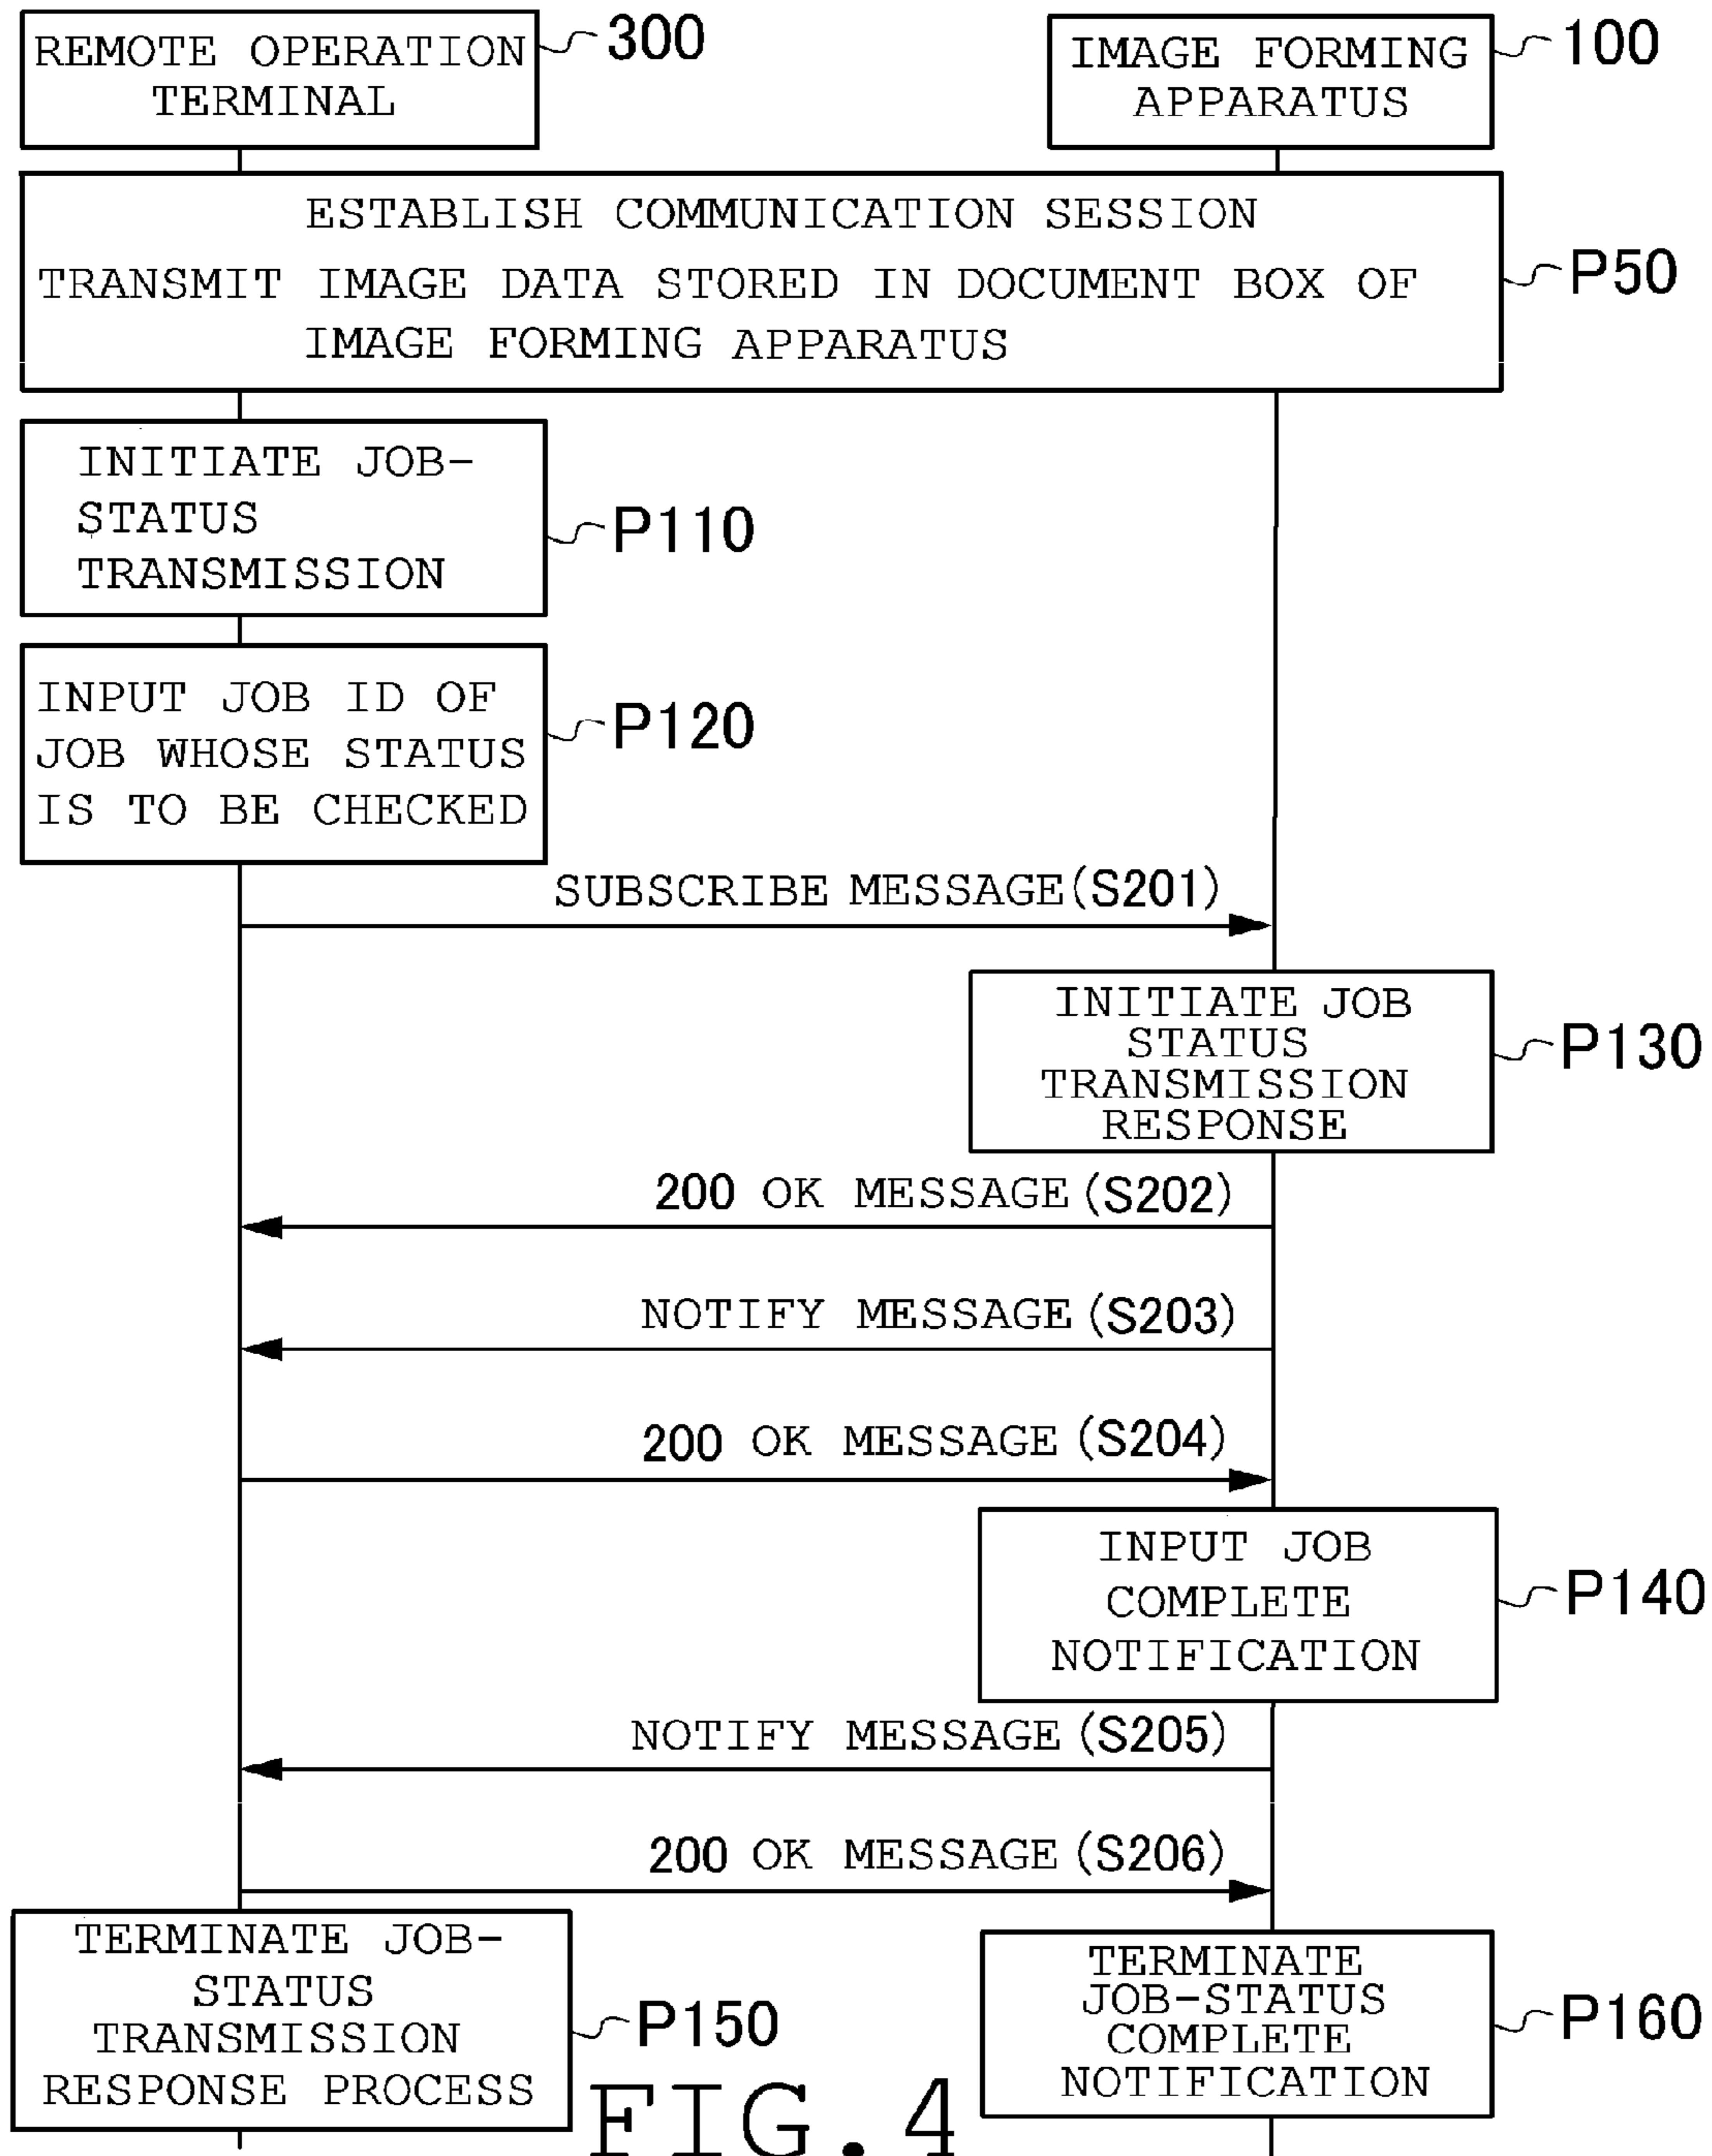 REMOTE OPERATION
TERMINAL
300
IMAGE FORMING
APPARATUS
100
ESTABLISH COMMUNICATION SESSION
TRANSMIT IMAGE DATA STORED IN DOCUMENT BOX OF
IMAGE FORMING APPARATUS
P50
INITIATE JOB-
STATUS
TRANSMISSION
P110
INPUT JOB ID OF
JOB WHOSE STATUS
IS TO BE CHECKED
P120
SUBSCRIBE MESSAGE(S201)
INITIATE JOB
STATUS
TRANSMISSION
RESPONSE
P130
200 OK MESSAGE (S202)
NOTIFY MESSAGE (S203)
200 OK MESSAGE (S204)
INPUT JOB
COMPLETE
NOTIFICATION
P140
NOTIFY MESSAGE (S205)
200 OK MESSAGE (S206)
TERMINATE JOB-
STATUS
TRANSMISSION
RESPONSE PROCESS
P150
TERMINATE
JOB-STATUS
COMPLETE
NOTIFICATION
P160
FIG.4